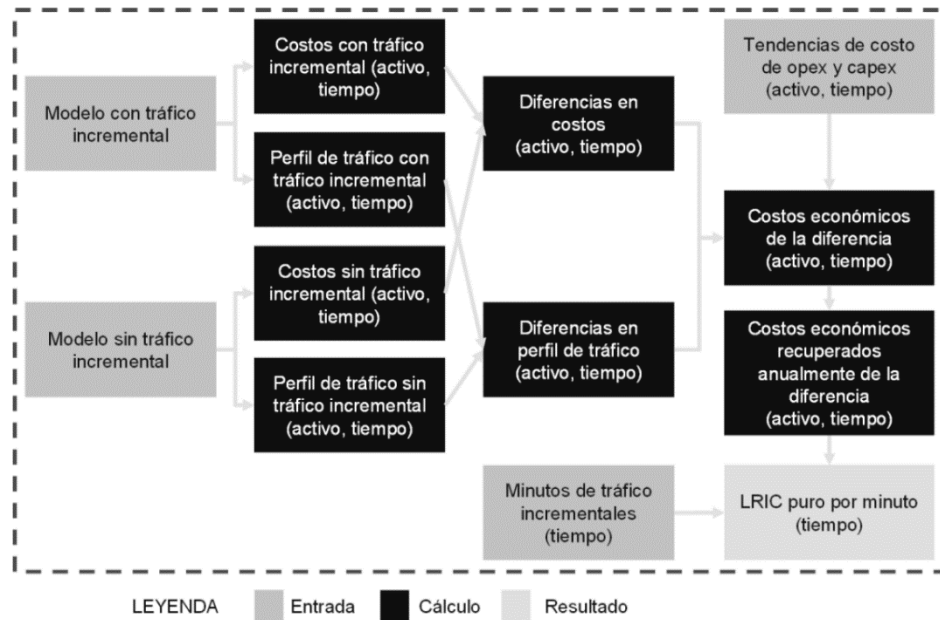 Modelo con tráfico
incremental
Modelo sin tráfico
incremental
Costos con tráfico
incremental (activo,
tiempo)
Perfil de tráfico con
tráfico incremental
(activo, tiempo)
Costos sin tráfico
incremental (activo,
tiempo)
Perfil de tráfico sin
tráfico incremental
(activo, tiempo)
Diferencias en
costos
(activo, tiempo)
Diferencias en
perfil de tráfico
(activo, tiempo)
Minutos de tráfico
incrementales
(tiempo)
Tendencias de costo
de opex y capex
(activo, tiempo)
Costos económicos
de la diferencia
(activo, tiempo)
Costos económicos
recuperados
anualmente de la
diferencia
(activo, tiempo)
LRIC puro por minuto
(tiempo)
LEYENDA
Entrada
Cálculo
Resultado